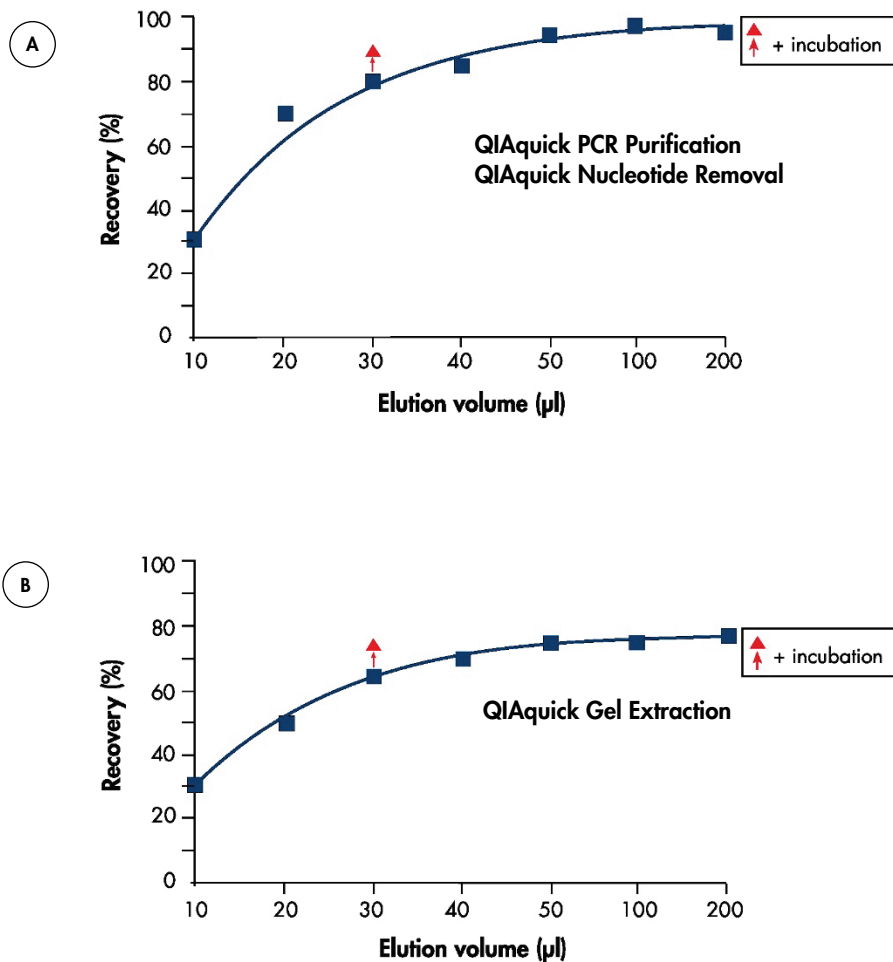 A
100
80
60
40
20
0
Recovery (%)
+ incubation
QIAquick PCR Purification
QIAquick Nucleotide Removal
10 20 30 40 50 100 200
Elution volume (µl)
B
100
80
60
40
20
0
Recovery (%)
+ incubation
QIAquick Gel Extraction
10 20 30 40 50 100 200
Elution volume (µl)